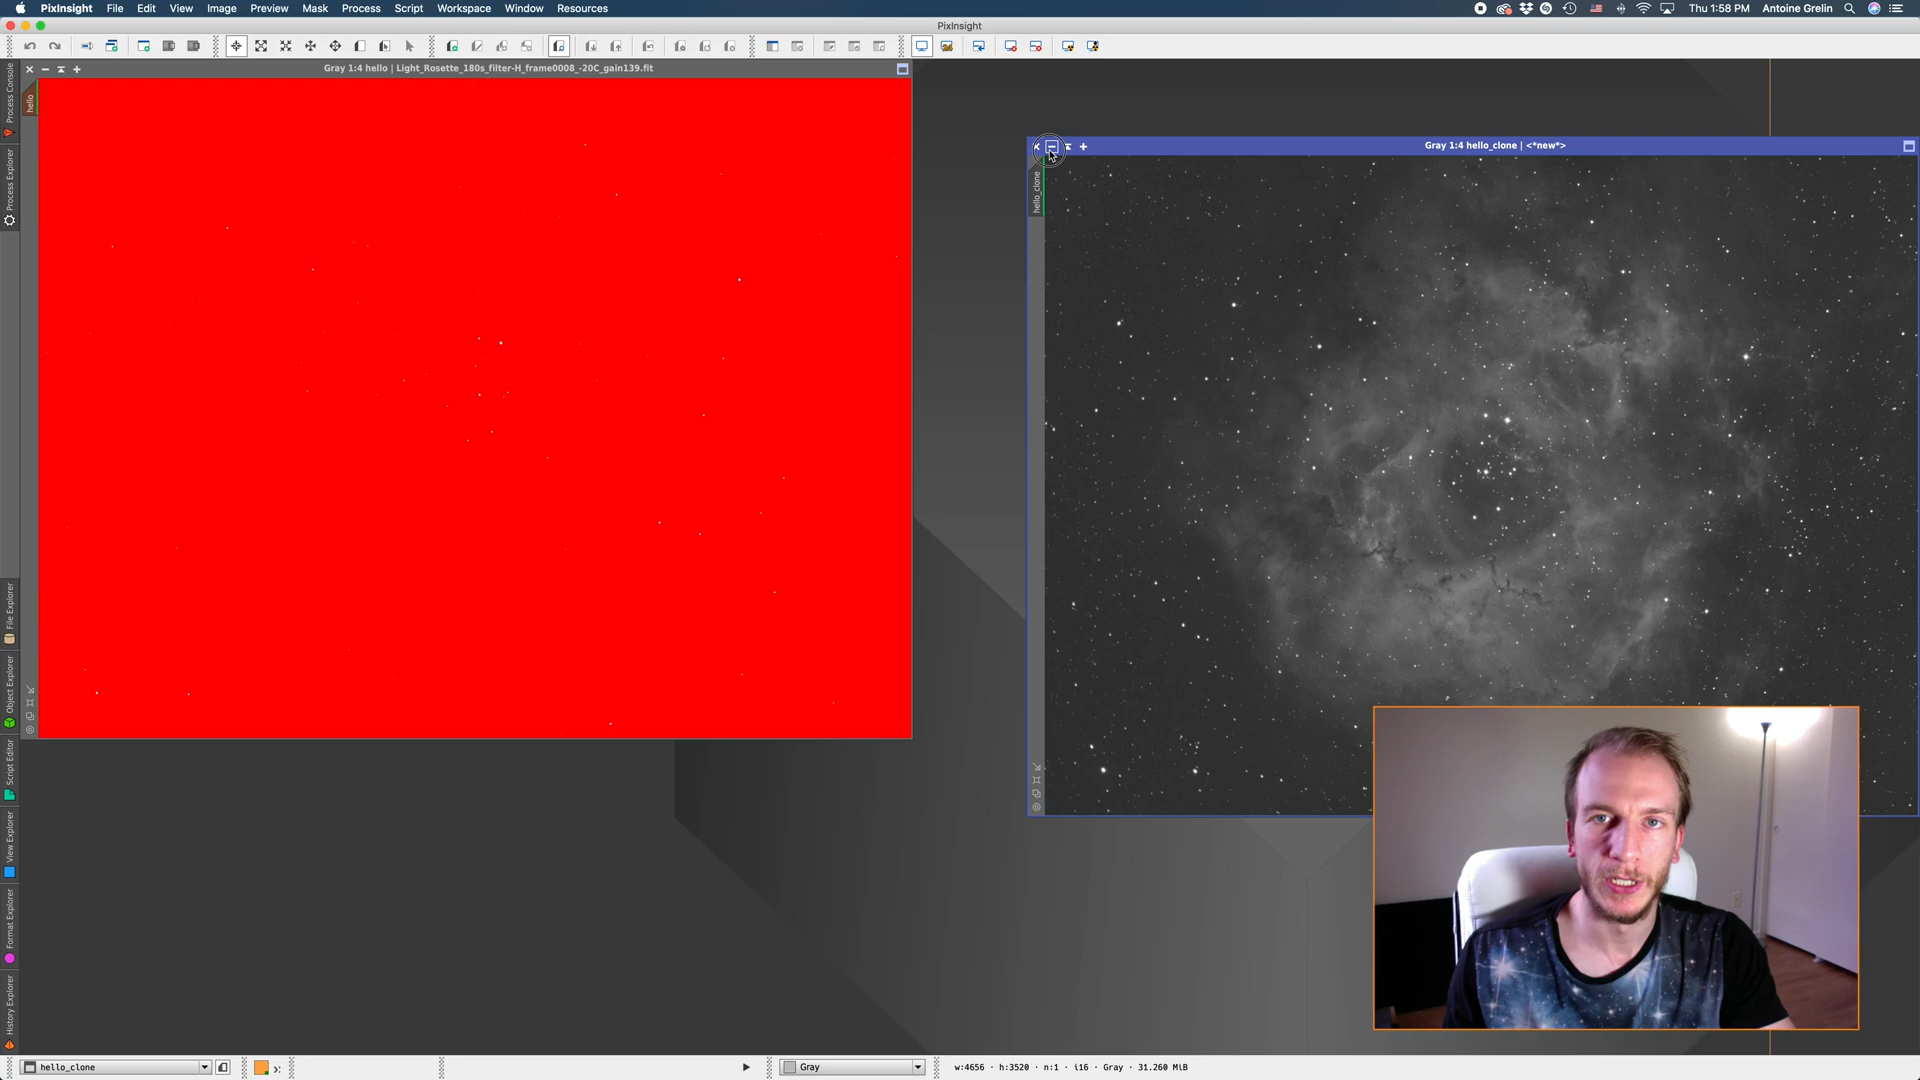 PixInsight File Edit View Image Preview Mask Process Script Workspace Window Resources
Thu 1:58 PM Antoine Grelin
PixInsight
Gray 1:4 hello | Light_Rosette_180s_filter-H_frame0008_-20C_gain139.fit
hello
Gray 1:4 hello_clone | <*new*>
hello_clone
Process Console
Process Explorer
File Explorer
Object Explorer
Script Editor
View Explorer
Format Explorer
History Explorer
hello_clone
Gray
w:4656 · h:3520 · n:1 · i16 · Gray · 31.260 MiB